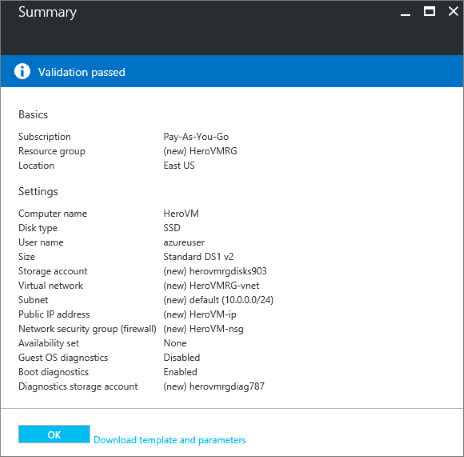 Summary
Validation passed
Basics
Subscription Pay-As-You-Go
Resource group (new) HeroVMRG
Location East US
Settings
Computer name HeroVM
Disk type SSD
User name azureuser
Size Standard DS1 v2
Storage account (new) herovmrgdisks903
Virtual network (new) HeroVMRG-vnet
Subnet (new) default (10.0.0.0/24)
Public IP address (new) HeroVM-ip
Network security group (firewall) (new) HeroVM-nsg
Availability set None
Guest OS diagnostics Disabled
Boot diagnostics Enabled
Diagnostics storage account (new) herovmrgdiag787
OK Download template and parameters